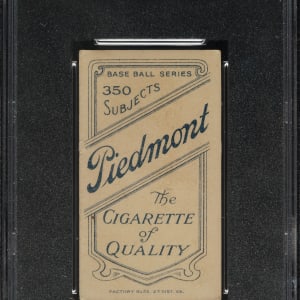 BASE BALL SERIES
350
SUBJECTS
Piedmont
The
CIGARETTE
of
QUALITY
FACTORY No. 25 2ND DIST. VA.